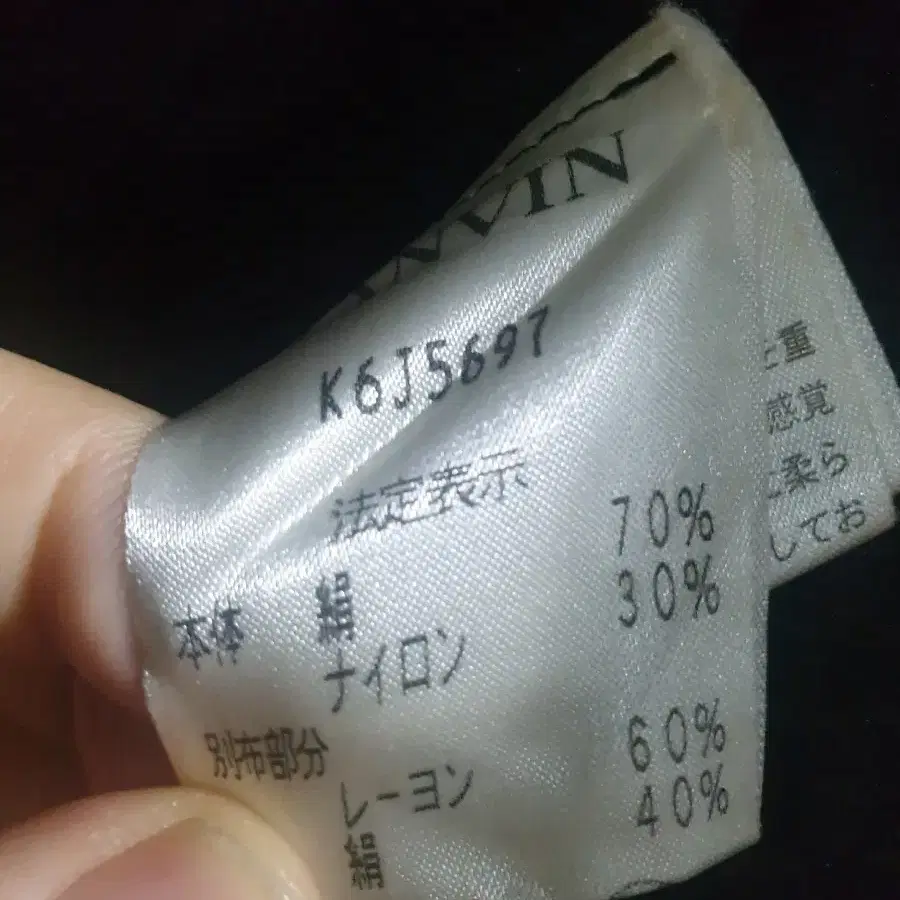 NVIN
K6J5697
法定表示
本体 絹 70%
ナイロン 30%
別布部分
レーヨン 60%
絹 40%
重
感覚
柔ら
してお